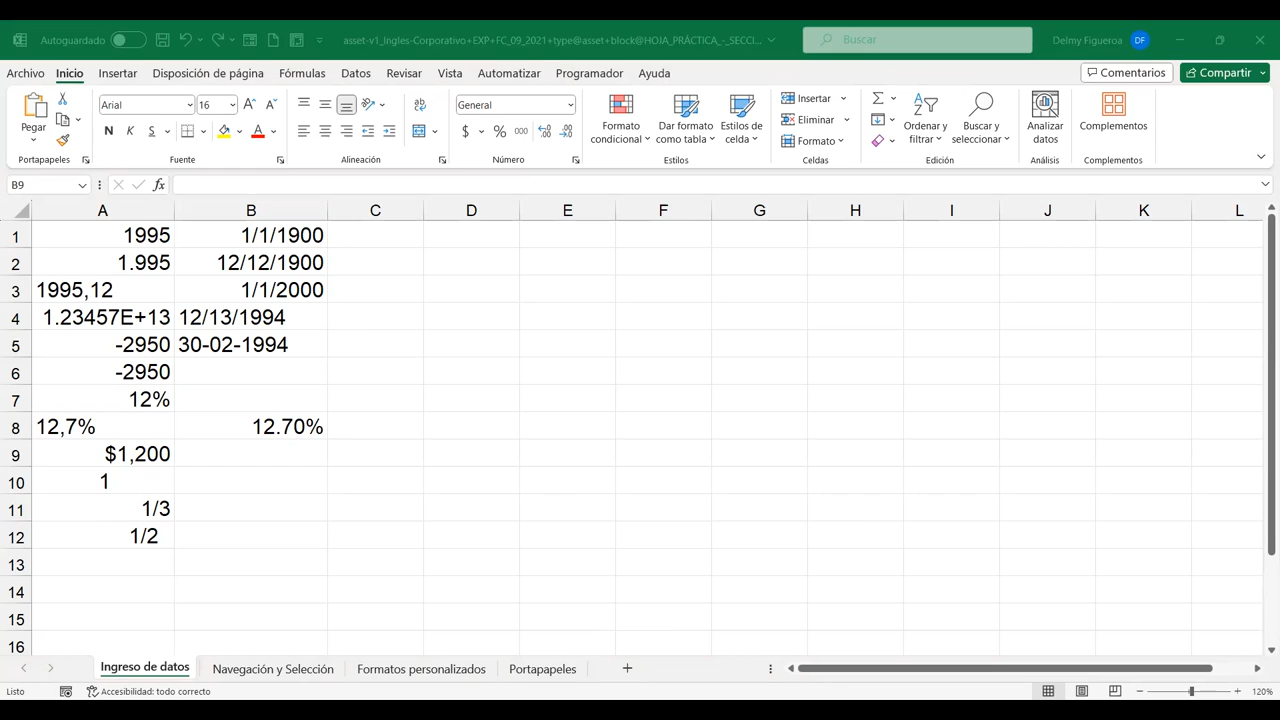 Autoguardado
asset-v1_Ingles-Corporativo+EXP+FC_09_2021+type@asset+block@HOJA_PRÁCTICA_-_SECCI...
Buscar
Delmy Figueroa DF
Archivo Inicio Insertar Disposición de página Fórmulas Datos Revisar Vista Automatizar Programador Ayuda Comentarios Compartir
Pegar
Portapapeles
Arial 16
N K S
Fuente
Alineación
General
$ % 000
Número
Formato condicional
Dar formato como tabla
Estilos de celda
Estilos
Insertar
Eliminar
Formato
Celdas
Ordenar y filtrar
Buscar y seleccionar
Edición
Analizar datos
Análisis
Complementos
Complementos
B9 fx
A B C D E F G H I J K L
1 1995 1/1/1900
2 1.995 12/12/1900
3 1995,12 1/1/2000
4 1.23457E+13 12/13/1994
5 -2950 30-02-1994
6 -2950
7 12%
8 12,7% 12.70%
9 $1,200
10 1
11 1/3
12 1/2
13
14
15
16
Ingreso de datos Navegación y Selección Formatos personalizados Portapapeles
Listo Accesibilidad: todo correcto 120%